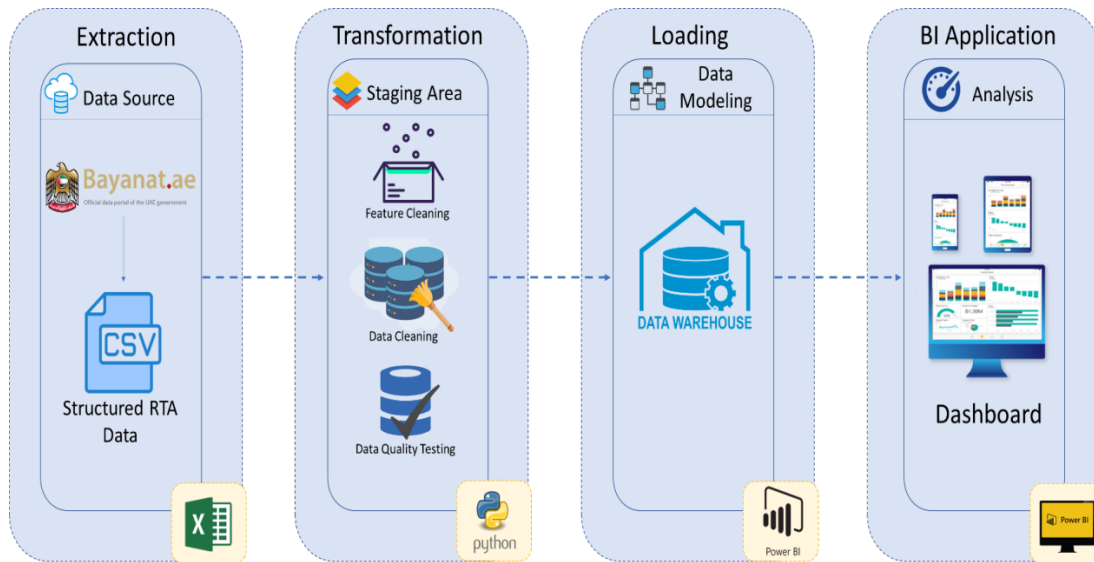 Extraction
Data Source
Bayanat.ae
Official data portal of the UAE government
CSV
Structured RTA
Data
X
Transformation
Staging Area
Feature Cleaning
Data Cleaning
Data Quality Testing
python
Loading
Data
Modeling
DATA WAREHOUSE
Power BI
BI Application
Analysis
Dashboard
Power BI